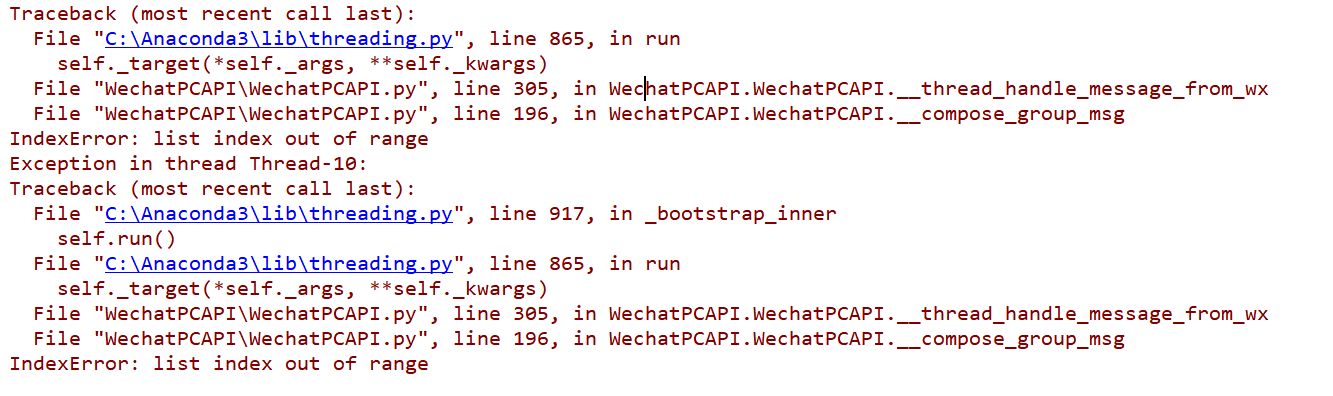 Traceback (most recent call last):
  File "C:\Anaconda3\lib\threading.py", line 865, in run
    self._target(*self._args, **self._kwargs)
  File "WechatPCAPI\WechatPCAPI.py", line 305, in WechatPCAPI.WechatPCAPI.__thread_handle_message_from_wx
  File "WechatPCAPI\WechatPCAPI.py", line 196, in WechatPCAPI.WechatPCAPI.__compose_group_msg
IndexError: list index out of range
Exception in thread Thread-10:
Traceback (most recent call last):
  File "C:\Anaconda3\lib\threading.py", line 917, in _bootstrap_inner
    self.run()
  File "C:\Anaconda3\lib\threading.py", line 865, in run
    self._target(*self._args, **self._kwargs)
  File "WechatPCAPI\WechatPCAPI.py", line 305, in WechatPCAPI.WechatPCAPI.__thread_handle_message_from_wx
  File "WechatPCAPI\WechatPCAPI.py", line 196, in WechatPCAPI.WechatPCAPI.__compose_group_msg
IndexError: list index out of range